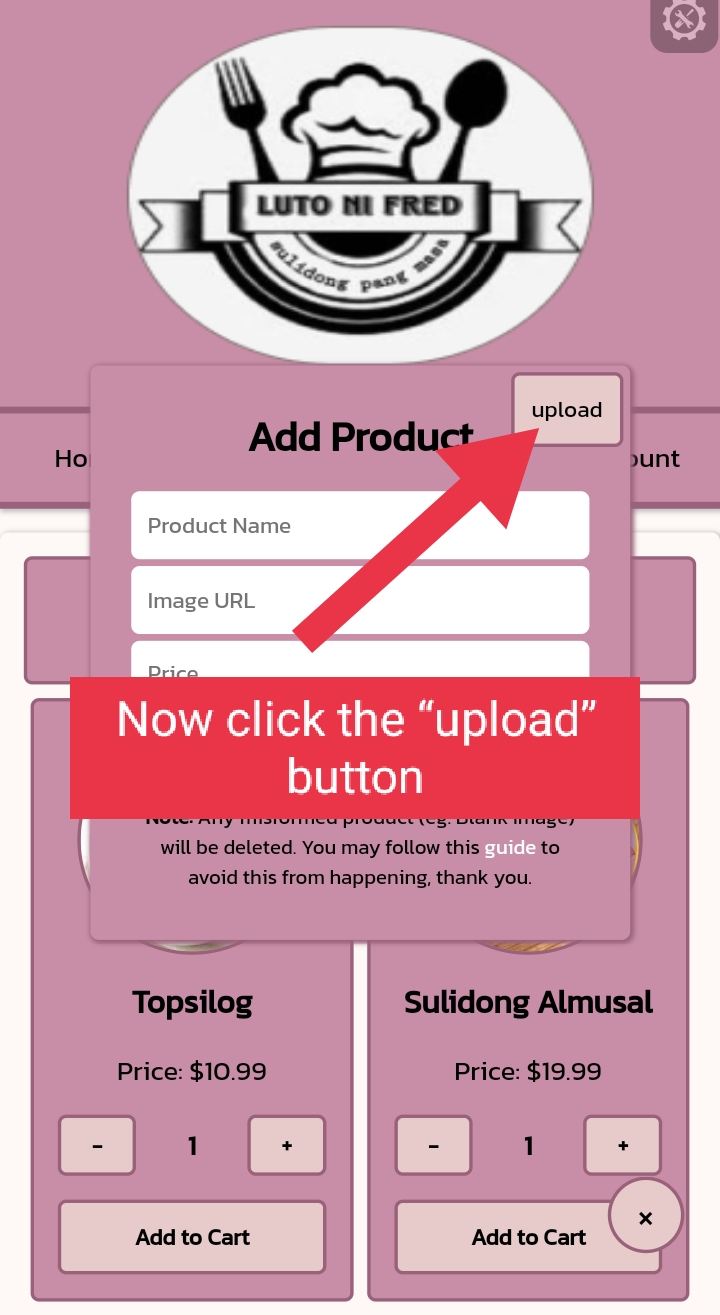 LUTO NI FRED
sulidong pang masa
upload
Add Product
Product Name
Image URL
Price
Now click the “upload”
button
Note: Any misformed product (eg. Blank image)
will be deleted. You may follow this guide to
avoid this from happening, thank you.
Topsilog
Sulidong Almusal
Price: $10.99
Price: $19.99
- 1 +
- 1 +
×
Add to Cart
Add to Cart